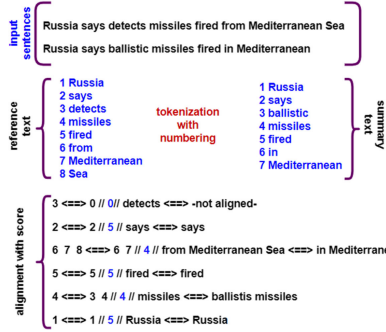 input sentences
Russia says detects missiles fired from Mediterranean Sea
Russia says ballistic missiles fired in Mediterranean
reference text
1 Russia
2 says
3 detects
4 missiles
5 fired
6 from
7 Mediterranean
8 Sea
tokenization
with
numbering
1 Russia
2 says
3 ballistic
4 missiles
5 fired
6 in
7 Mediterranean
summary text
alignment with score
3 <==> 0 // 0// detects <==> -not aligned-
2 <==> 2 // 5 // says <==> says
6 7 8 <==> 6 7 // 4 // from Mediterranean Sea <==> in Mediterrane
5 <==> 5 // 5 // fired <==> fired
4 <==> 3 4 // 4 // missiles <==> ballistis missiles
1 <==> 1 // 5 // Russia <==> Russia